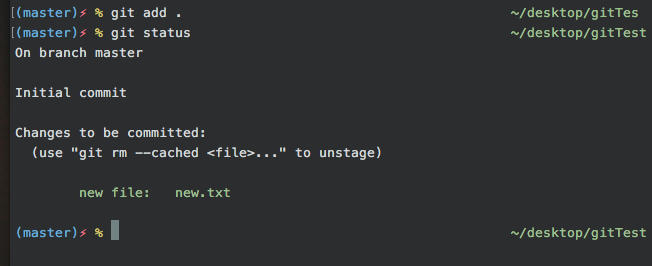 [(master)⚡ % git add . ~/desktop/gitTes
[(master)⚡ % git status ~/desktop/gitTest
On branch master
Initial commit
Changes to be committed:
(use "git rm --cached <file>..." to unstage)
new file: new.txt
(master)⚡ % ~/desktop/gitTest